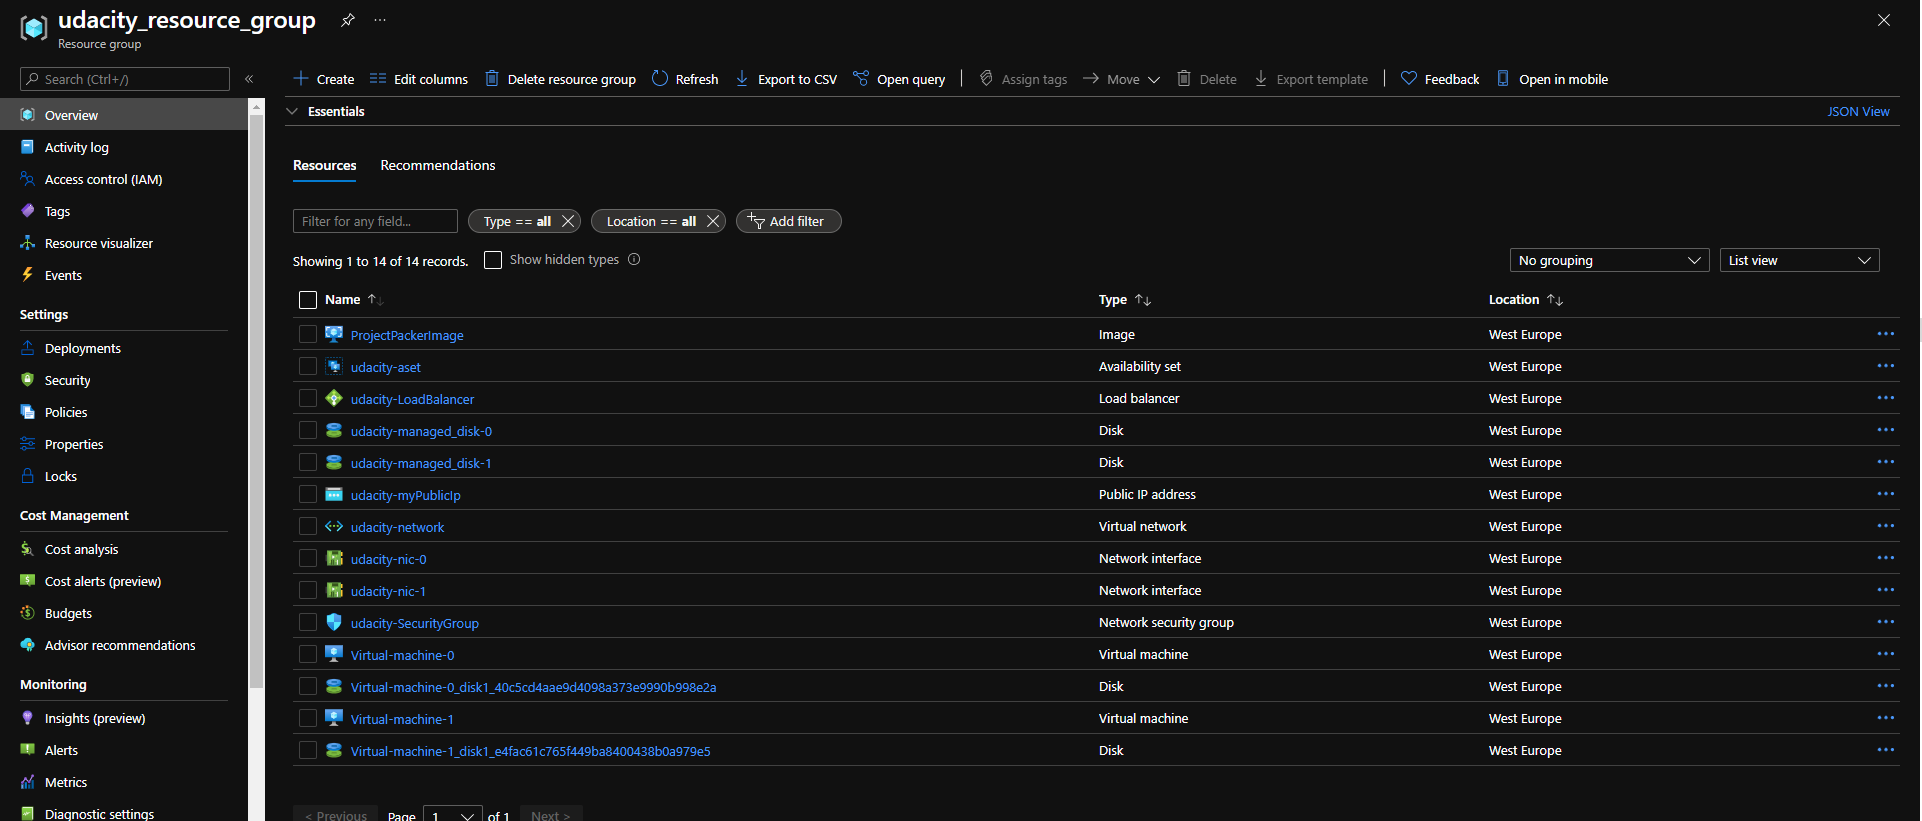 udacity_resource_group
Resource group
Search (Ctrl+/)
Overview
Activity log
Access control (IAM)
Tags
Resource visualizer
Events
Settings
Deployments
Security
Policies
Properties
Locks
Cost Management
Cost analysis
Cost alerts (preview)
Budgets
Advisor recommendations
Monitoring
Insights (preview)
Alerts
Metrics
Diagnostic settings
Create Edit columns Delete resource group Refresh Export to CSV Open query Assign tags Move Delete Export template Feedback Open in mobile
Essentials JSON View
Resources Recommendations
Filter for any field... Type == all Location == all Add filter
Showing 1 to 14 of 14 records. Show hidden types No grouping List view
Name Type Location
ProjectPackerImage Image West Europe
udacity-aset Availability set West Europe
udacity-LoadBalancer Load balancer West Europe
udacity-managed_disk-0 Disk West Europe
udacity-managed_disk-1 Disk West Europe
udacity-myPublicIp Public IP address West Europe
udacity-network Virtual network West Europe
udacity-nic-0 Network interface West Europe
udacity-nic-1 Network interface West Europe
udacity-SecurityGroup Network security group West Europe
Virtual-machine-0 Virtual machine West Europe
Virtual-machine-0_disk1_40c5cd4aae9d4098a373e9990b998e2a Disk West Europe
Virtual-machine-1 Virtual machine West Europe
Virtual-machine-1_disk1_e4fac61c765f449ba8400438b0a979e5 Disk West Europe
< Previous Page 1 of 1 Next >